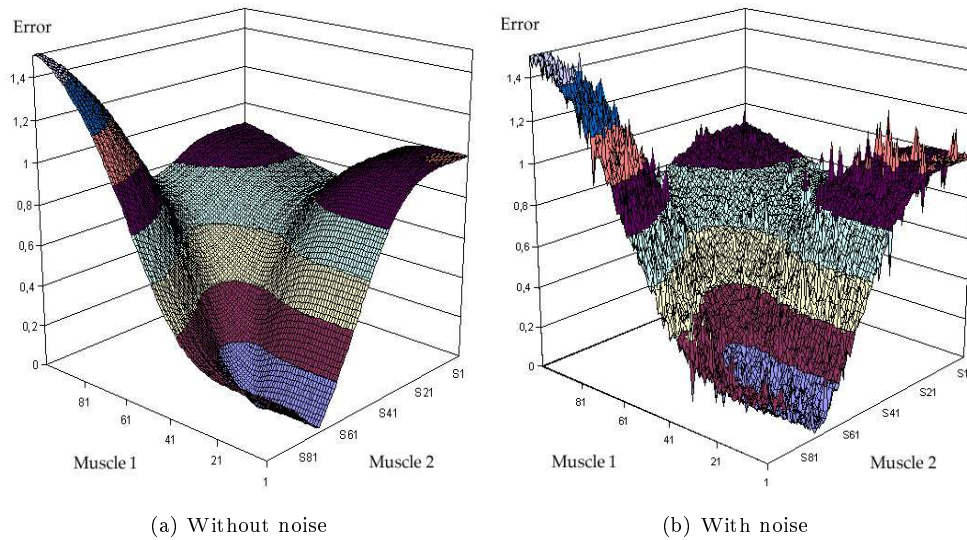 Error
1,4
1,2
1
0,8
0,6
0,4
0,2
0
81
61
41
21
1
S81
S61
S41
S21
S1
Muscle 1
Muscle 2
(a) Without noise
Error
1,4
1,2
1
0,8
0,6
0,4
0,2
0
81
61
41
21
1
S81
S61
S41
S21
S1
Muscle 1
Muscle 2
(b) With noise